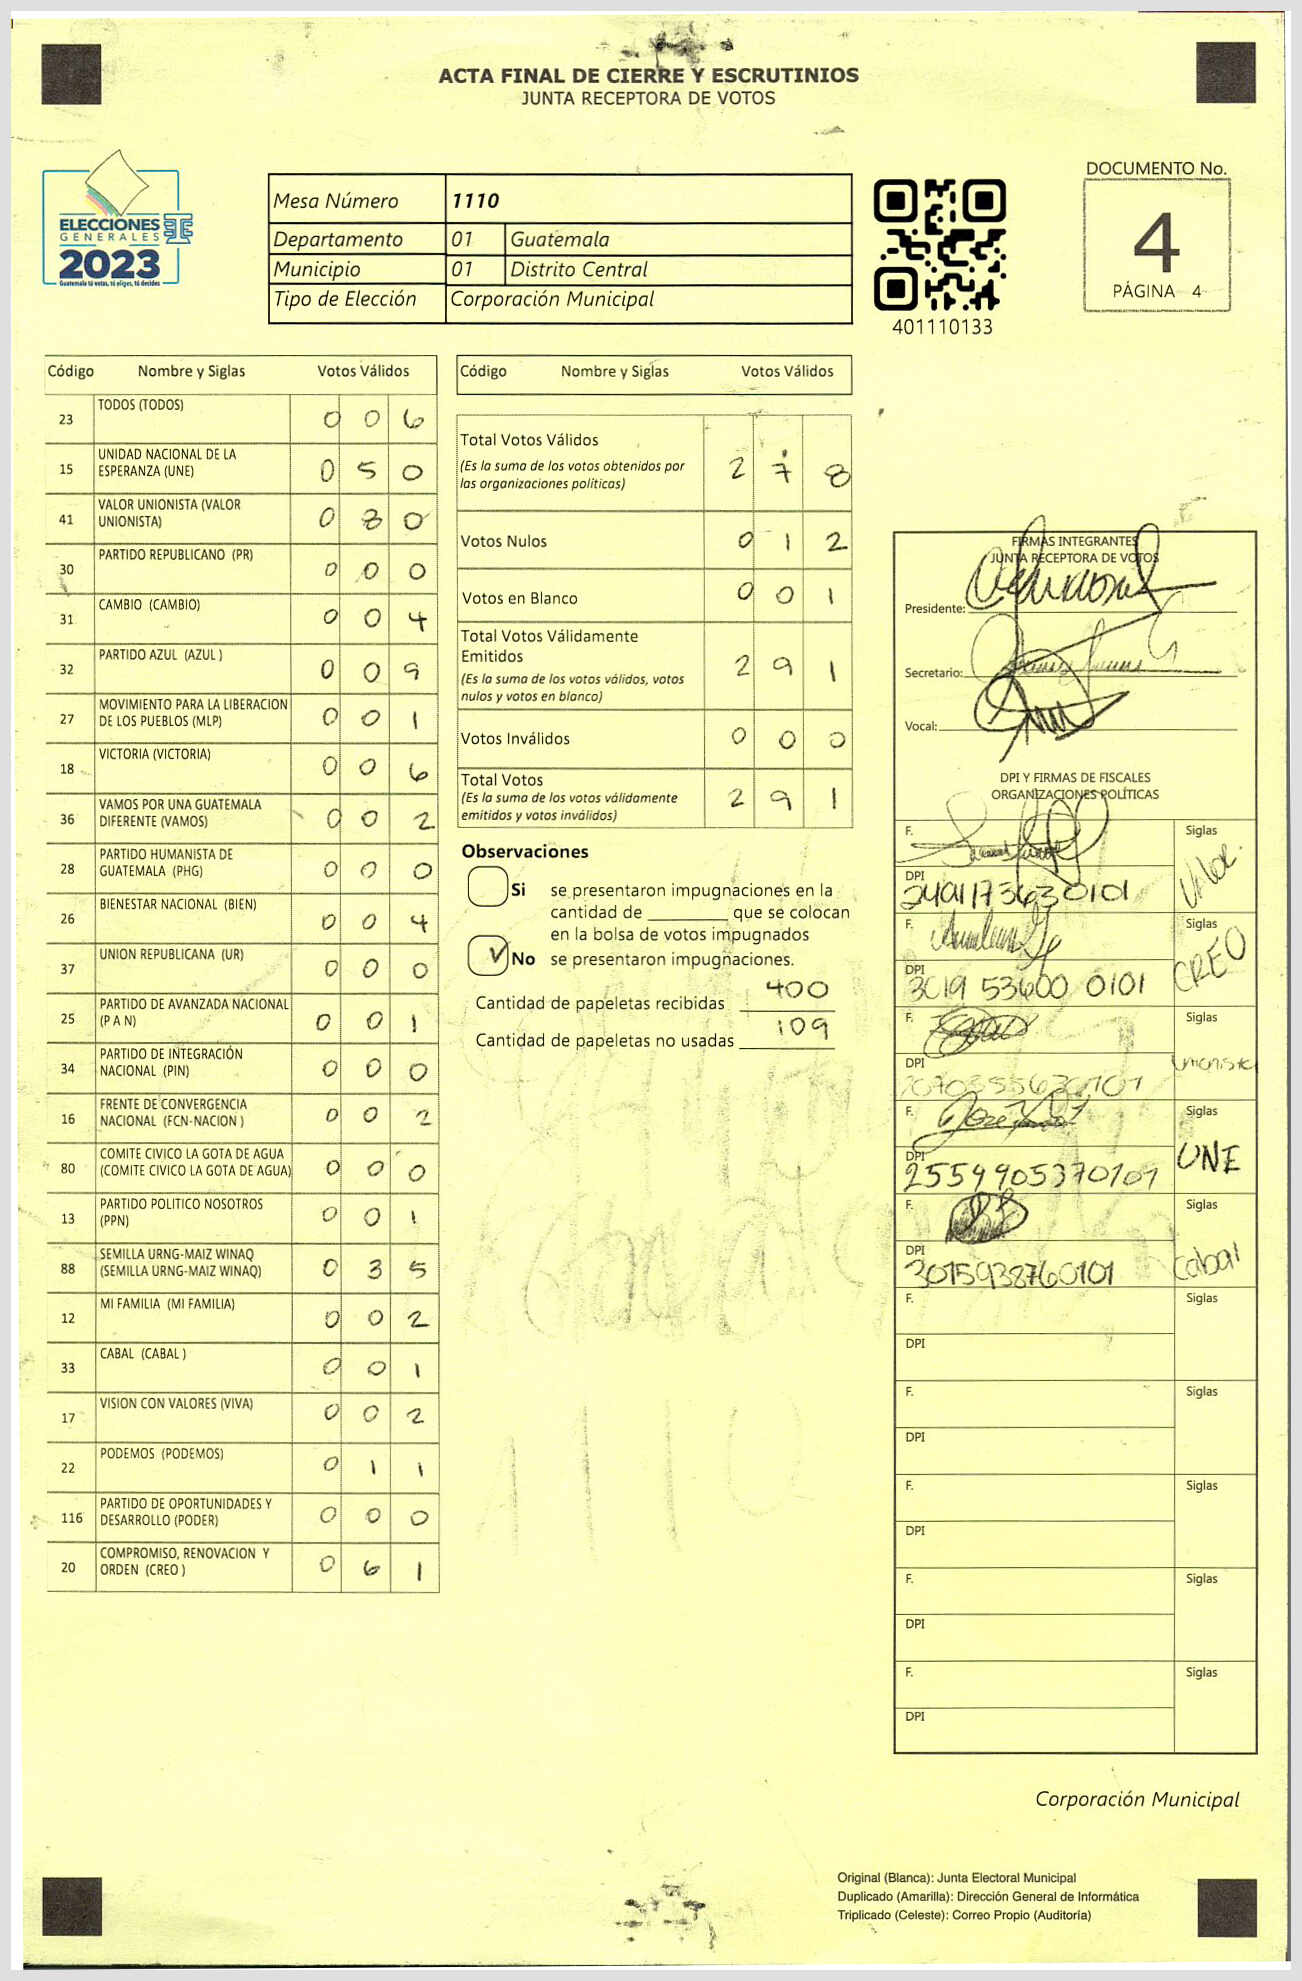 ACTA FINAL DE CIERRE Y ESCRUTINIOS
JUNTA RECEPTORA DE VOTOS
ELECCIONES
GENERALES
2023
Guatemala tú votas, tú eliges, tú decides
Mesa Número 1110
Departamento 01 Guatemala
Municipio 01 Distrito Central
Tipo de Elección Corporación Municipal
401110133
DOCUMENTO No.
4
PÁGINA 4
Código Nombre y Siglas Votos Válidos
23 TODOS (TODOS) 0 0 6
15 UNIDAD NACIONAL DE LA ESPERANZA (UNE) 0 5 0
41 VALOR UNIONISTA (VALOR UNIONISTA) 0 8 0
30 PARTIDO REPUBLICANO (PR) 0 0 0
31 CAMBIO (CAMBIO) 0 0 4
32 PARTIDO AZUL (AZUL ) 0 0 9
27 MOVIMIENTO PARA LA LIBERACION DE LOS PUEBLOS (MLP) 0 0 1
18 VICTORIA (VICTORIA) 0 0 6
36 VAMOS POR UNA GUATEMALA DIFERENTE (VAMOS) 0 0 2
28 PARTIDO HUMANISTA DE GUATEMALA (PHG) 0 0 0
26 BIENESTAR NACIONAL (BIEN) 0 0 4
37 UNION REPUBLICANA (UR) 0 0 0
25 PARTIDO DE AVANZADA NACIONAL (P A N) 0 0 1
34 PARTIDO DE INTEGRACIÓN NACIONAL (PIN) 0 0 0
16 FRENTE DE CONVERGENCIA NACIONAL (FCN-NACION ) 0 0 2
80 COMITE CIVICO LA GOTA DE AGUA (COMITE CIVICO LA GOTA DE AGUA) 0 0 0
13 PARTIDO POLITICO NOSOTROS (PPN) 0 0 1
88 SEMILLA URNG-MAIZ WINAQ (SEMILLA URNG-MAIZ WINAQ) 0 3 5
12 MI FAMILIA (MI FAMILIA) 0 0 2
33 CABAL (CABAL ) 0 0 1
17 VISION CON VALORES (VIVA) 0 0 2
22 PODEMOS (PODEMOS) 0 1 1
116 PARTIDO DE OPORTUNIDADES Y DESARROLLO (PODER) 0 0 0
20 COMPROMISO, RENOVACION Y ORDEN (CREO ) 0 6 1
Código Nombre y Siglas Votos Válidos
Total Votos Válidos 2 7 8
(Es la suma de los votos obtenidos por
las organizaciones políticas)
Votos Nulos 0 1 2
Votos en Blanco 0 0 1
Total Votos Válidamente
Emitidos 2 9 1
(Es la suma de los votos válidos, votos
nulos y votos en blanco)
Votos Inválidos 0 0 0
Total Votos 2 9 1
(Es la suma de los votos válidamente
emitidos y votos inválidos)
Observaciones
Si se presentaron impugnaciones en la
cantidad de ________ que se colocan
en la bolsa de votos impugnados
No se presentaron impugnaciones.
Cantidad de papeletas recibidas 400
Cantidad de papeletas no usadas 109
1110
FIRMAS INTEGRANTES
JUNTA RECEPTORA DE VOTOS
Presidente:
Secretario:
Vocal:
DPI Y FIRMAS DE FISCALES
ORGANIZACIONES POLÍTICAS
F. Siglas
DPI
2491173630101
F. Siglas CREO
DPI
3019 53600 0101
F. Siglas Unionista
DPI
F. Siglas UNE
DPI
2554905370101
F. Siglas Cabal
DPI
3015938760101
F. Siglas
DPI
F. Siglas
DPI
F. Siglas
DPI
F. Siglas
DPI
F. Siglas
DPI
Corporación Municipal
Original (Blanca): Junta Electoral Municipal
Duplicado (Amarilla): Dirección General de Informática
Triplicado (Celeste): Correo Propio (Auditoría)